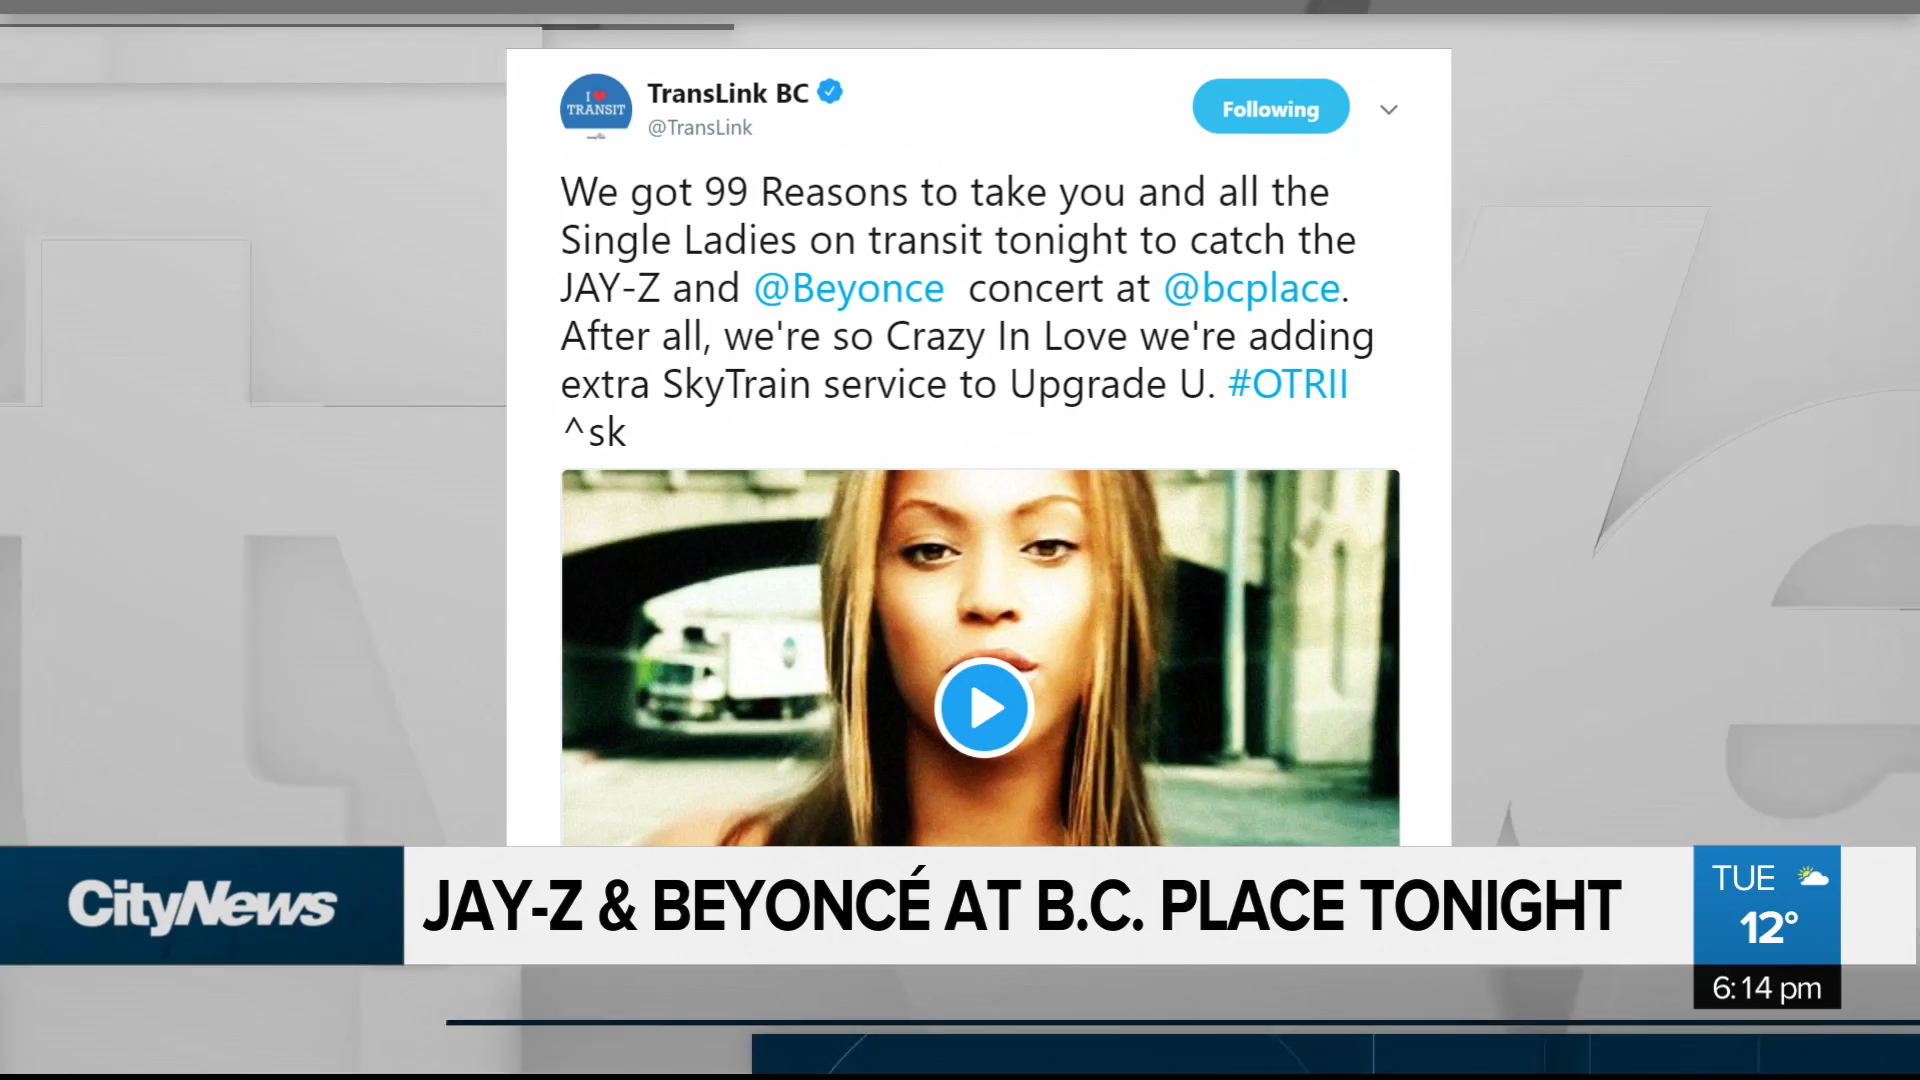 I ♥ TRANSIT
TransLink BC
@TransLink
Following
We got 99 Reasons to take you and all the
Single Ladies on transit tonight to catch the
JAY-Z and @Beyonce concert at @bcplace.
After all, we're so Crazy In Love we're adding
extra SkyTrain service to Upgrade U. #OTRII
^sk
CityNews
JAY-Z & BEYONCÉ AT B.C. PLACE TONIGHT
TUE
12°
6:14 pm